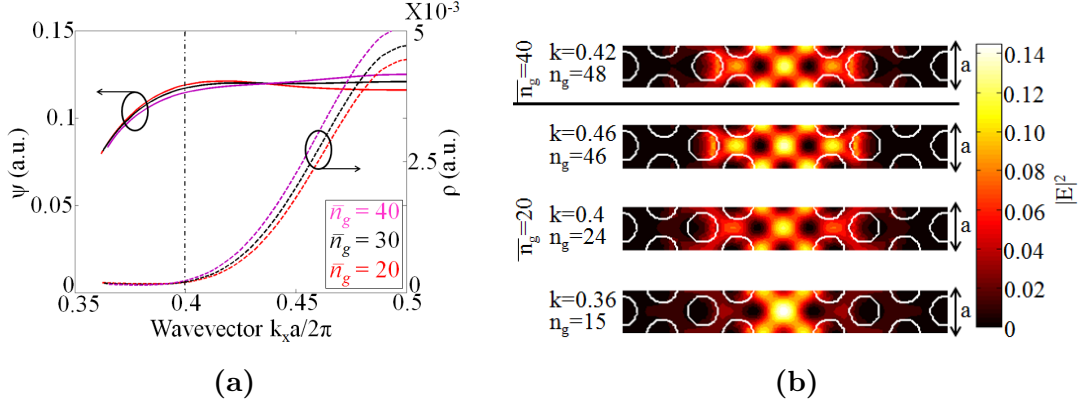 X10⁻³
0.15
0.1
0.05
0
ψ (a.u.)
5
2.5
0
ρ (a.u.)
n̅g = 40
n̅g = 30
n̅g = 20
0.35
0.4
0.45
0.5
Wavevector kₓa/2π
(a)
n̅g=40
k=0.42
ng=48
a
k=0.46
ng=46
a
n̅g=20
k=0.4
ng=24
a
k=0.36
ng=15
a
0.14
0.12
0.10
0.08
0.06
0.04
0.02
0
|E|²
(b)